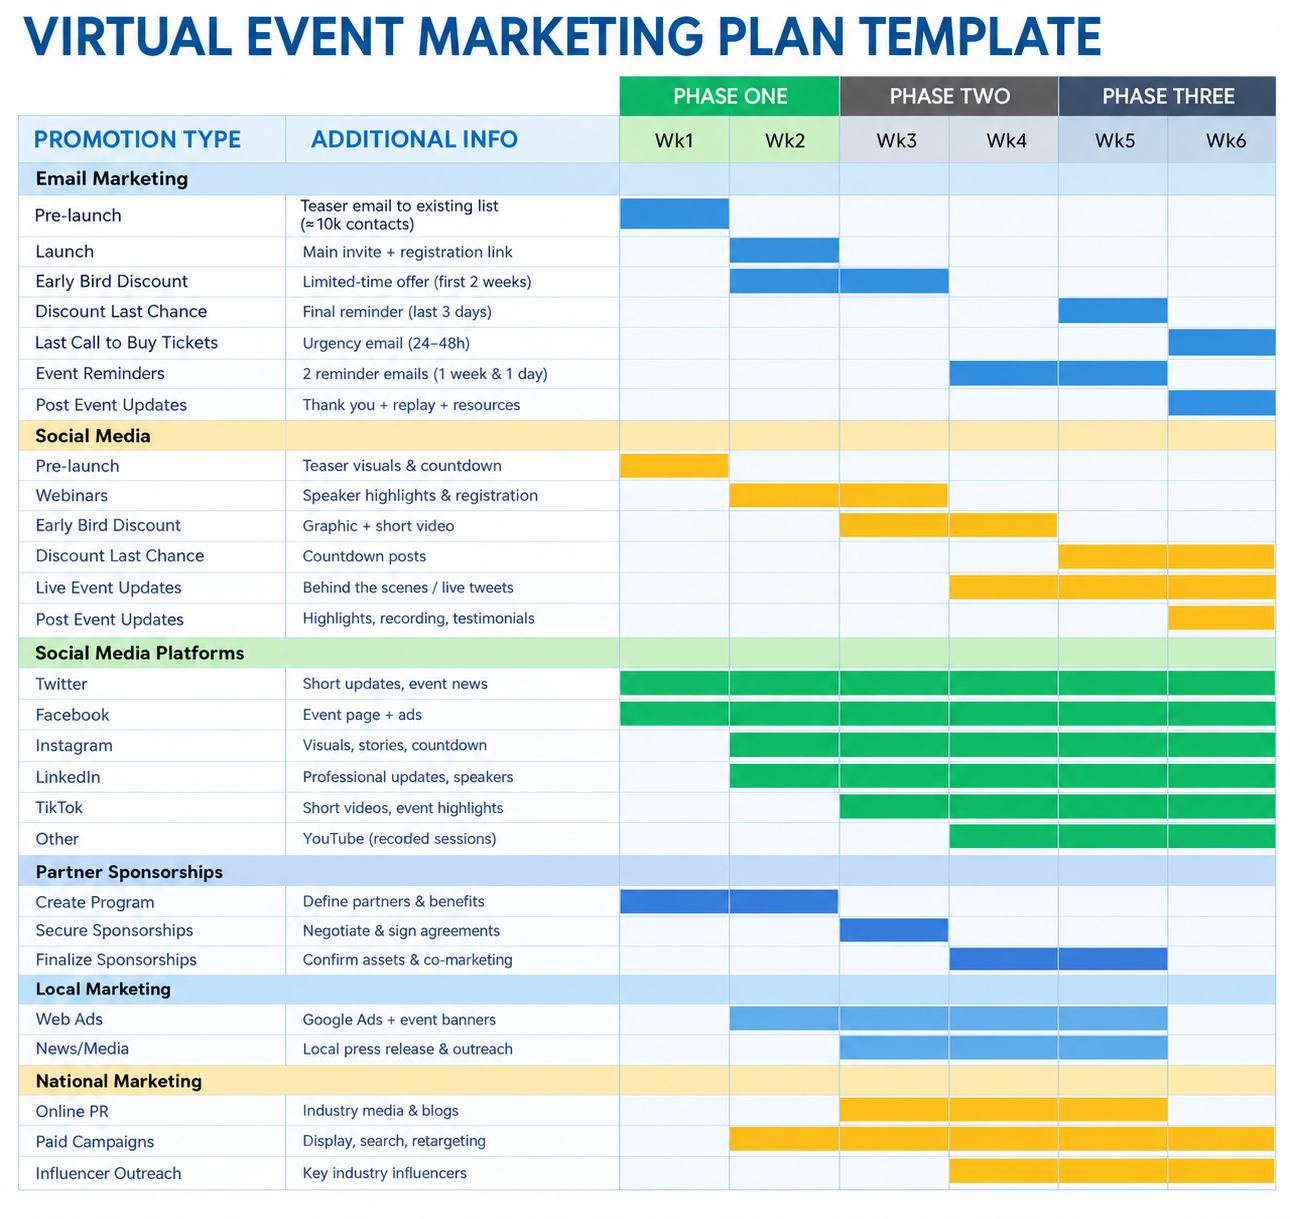 VIRTUAL EVENT MARKETING PLAN TEMPLATE
PHASE ONE PHASE TWO PHASE THREE
PROMOTION TYPE ADDITIONAL INFO Wk1 Wk2 Wk3 Wk4 Wk5 Wk6
Email Marketing
Pre-launch Teaser email to existing list
(≈10k contacts)
Launch Main invite + registration link
Early Bird Discount Limited-time offer (first 2 weeks)
Discount Last Chance Final reminder (last 3 days)
Last Call to Buy Tickets Urgency email (24–48h)
Event Reminders 2 reminder emails (1 week & 1 day)
Post Event Updates Thank you + replay + resources
Social Media
Pre-launch Teaser visuals & countdown
Webinars Speaker highlights & registration
Early Bird Discount Graphic + short video
Discount Last Chance Countdown posts
Live Event Updates Behind the scenes / live tweets
Post Event Updates Highlights, recording, testimonials
Social Media Platforms
Twitter Short updates, event news
Facebook Event page + ads
Instagram Visuals, stories, countdown
LinkedIn Professional updates, speakers
TikTok Short videos, event highlights
Other YouTube (recorded sessions)
Partner Sponsorships
Create Program Define partners & benefits
Secure Sponsorships Negotiate & sign agreements
Finalize Sponsorships Confirm assets & co-marketing
Local Marketing
Web Ads Google Ads + event banners
News/Media Local press release & outreach
National Marketing
Online PR Industry media & blogs
Paid Campaigns Display, search, retargeting
Influencer Outreach Key industry influencers